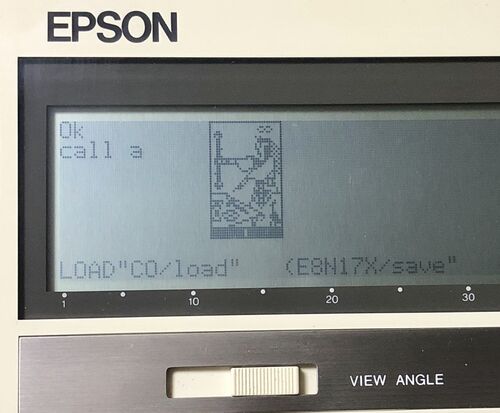 EPSON
Ok
call a
LOAD"CO/load" (E8N17X/save"
1 10 20 30
VIEW ANGLE